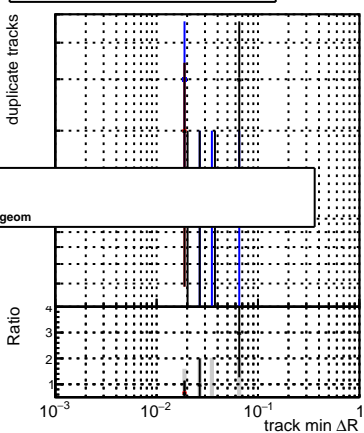 duplicate tracks
geom
Ratio
4
3
2
1
10⁻³ 10⁻² 10⁻¹ 1
track min ΔR